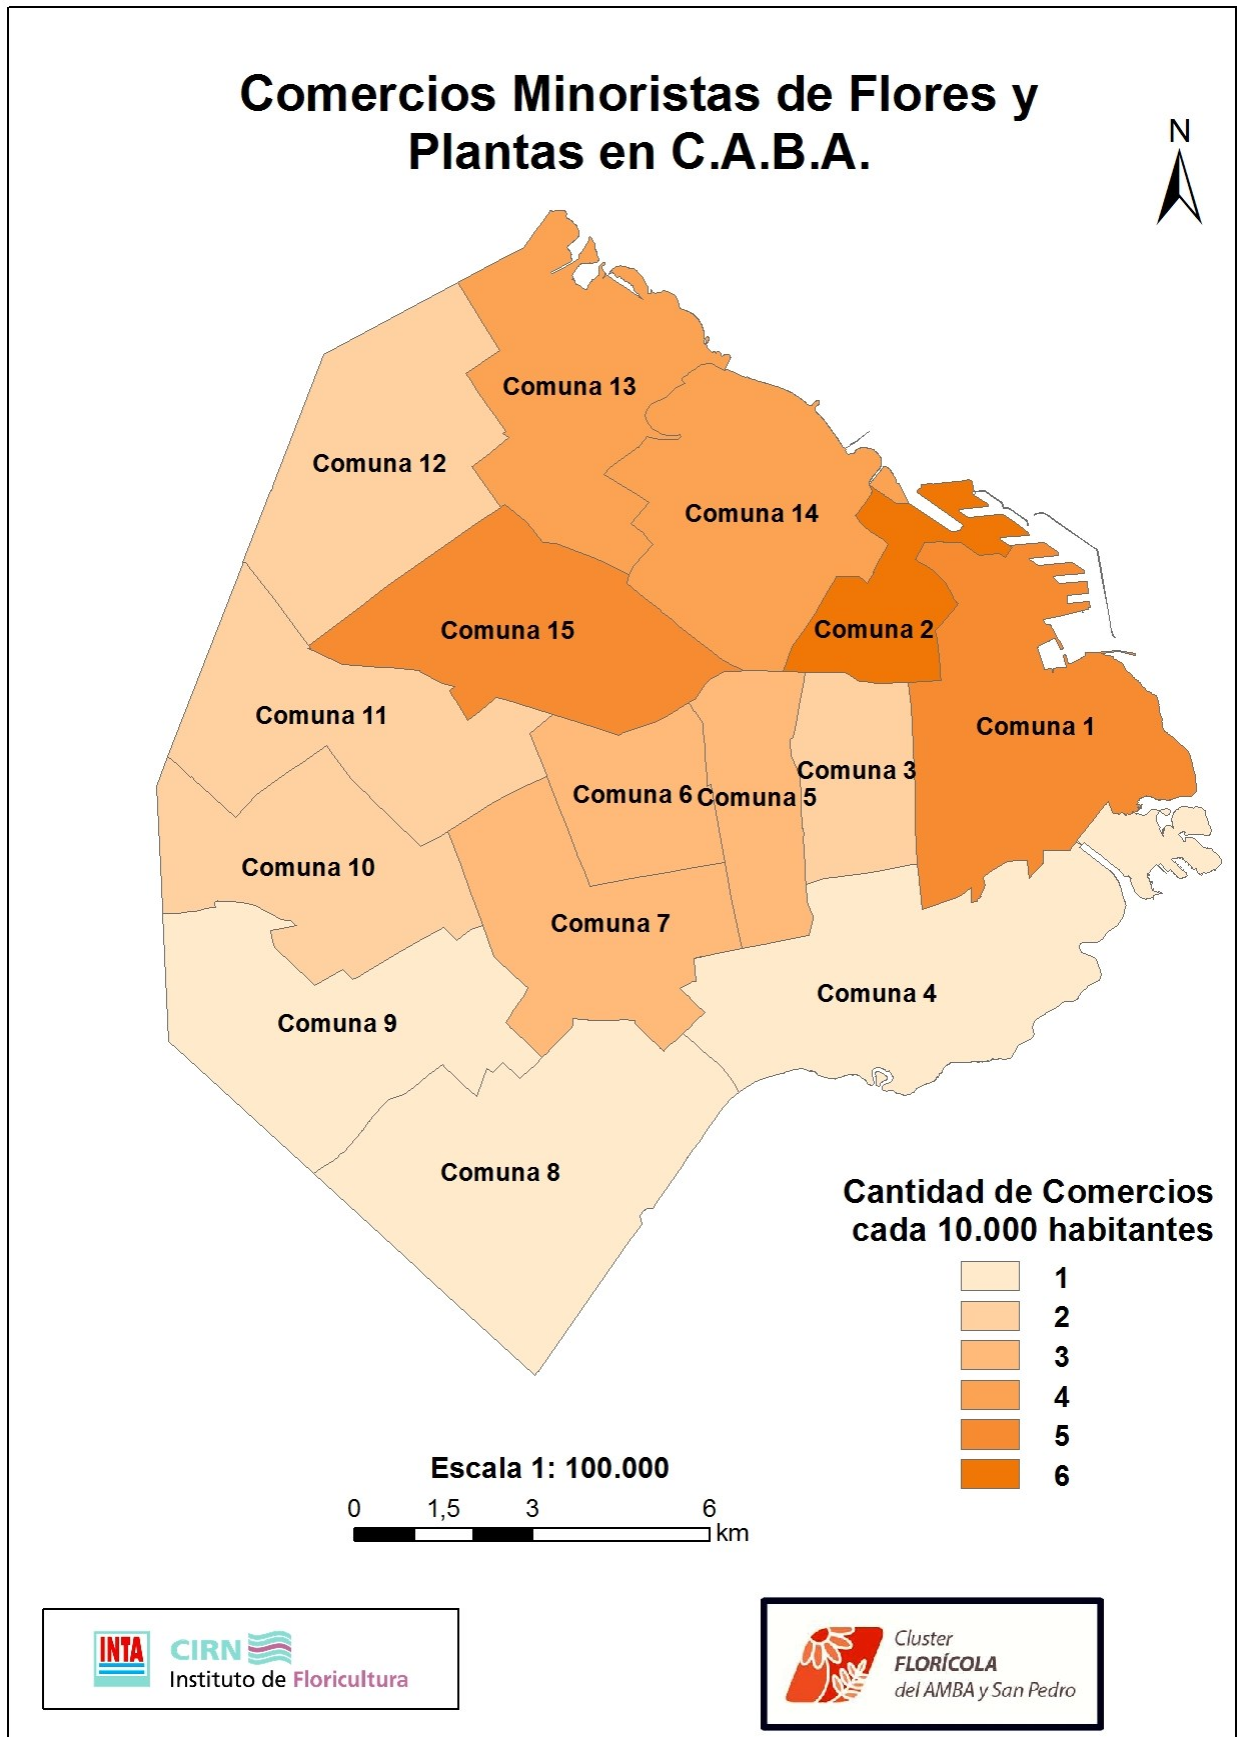 Comercios Minoristas de Flores y
Plantas en C.A.B.A.
N
Comuna 13
Comuna 12
Comuna 14
Comuna 15
Comuna 2
Comuna 11
Comuna 1
Comuna 3
Comuna 6
Comuna 5
Comuna 10
Comuna 7
Comuna 4
Comuna 9
Comuna 8
Cantidad de Comercios
cada 10.000 habitantes
1
2
3
4
5
6
Escala 1: 100.000
0 1,5 3 6
km
INTA
CIRN
Instituto de Floricultura
Cluster
FLORÍCOLA
del AMBA y San Pedro